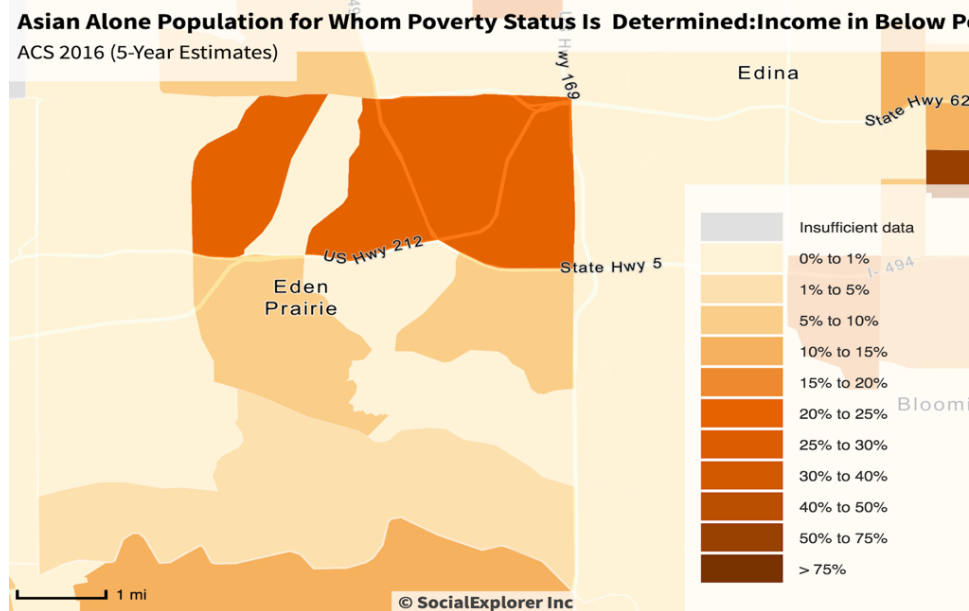 Asian Alone Population for Whom Poverty Status Is Determined:Income in Below
ACS 2016 (5-Year Estimates)
Hwy 169
Edina
State Hwy 62
US Hwy 212
State Hwy 5
I- 494
Eden
Prairie
Insufficient data
0% to 1%
1% to 5%
5% to 10%
10% to 15%
15% to 20%
20% to 25%
25% to 30%
30% to 40%
40% to 50%
50% to 75%
> 75%
Bloomi
1 mi
© SocialExplorer Inc